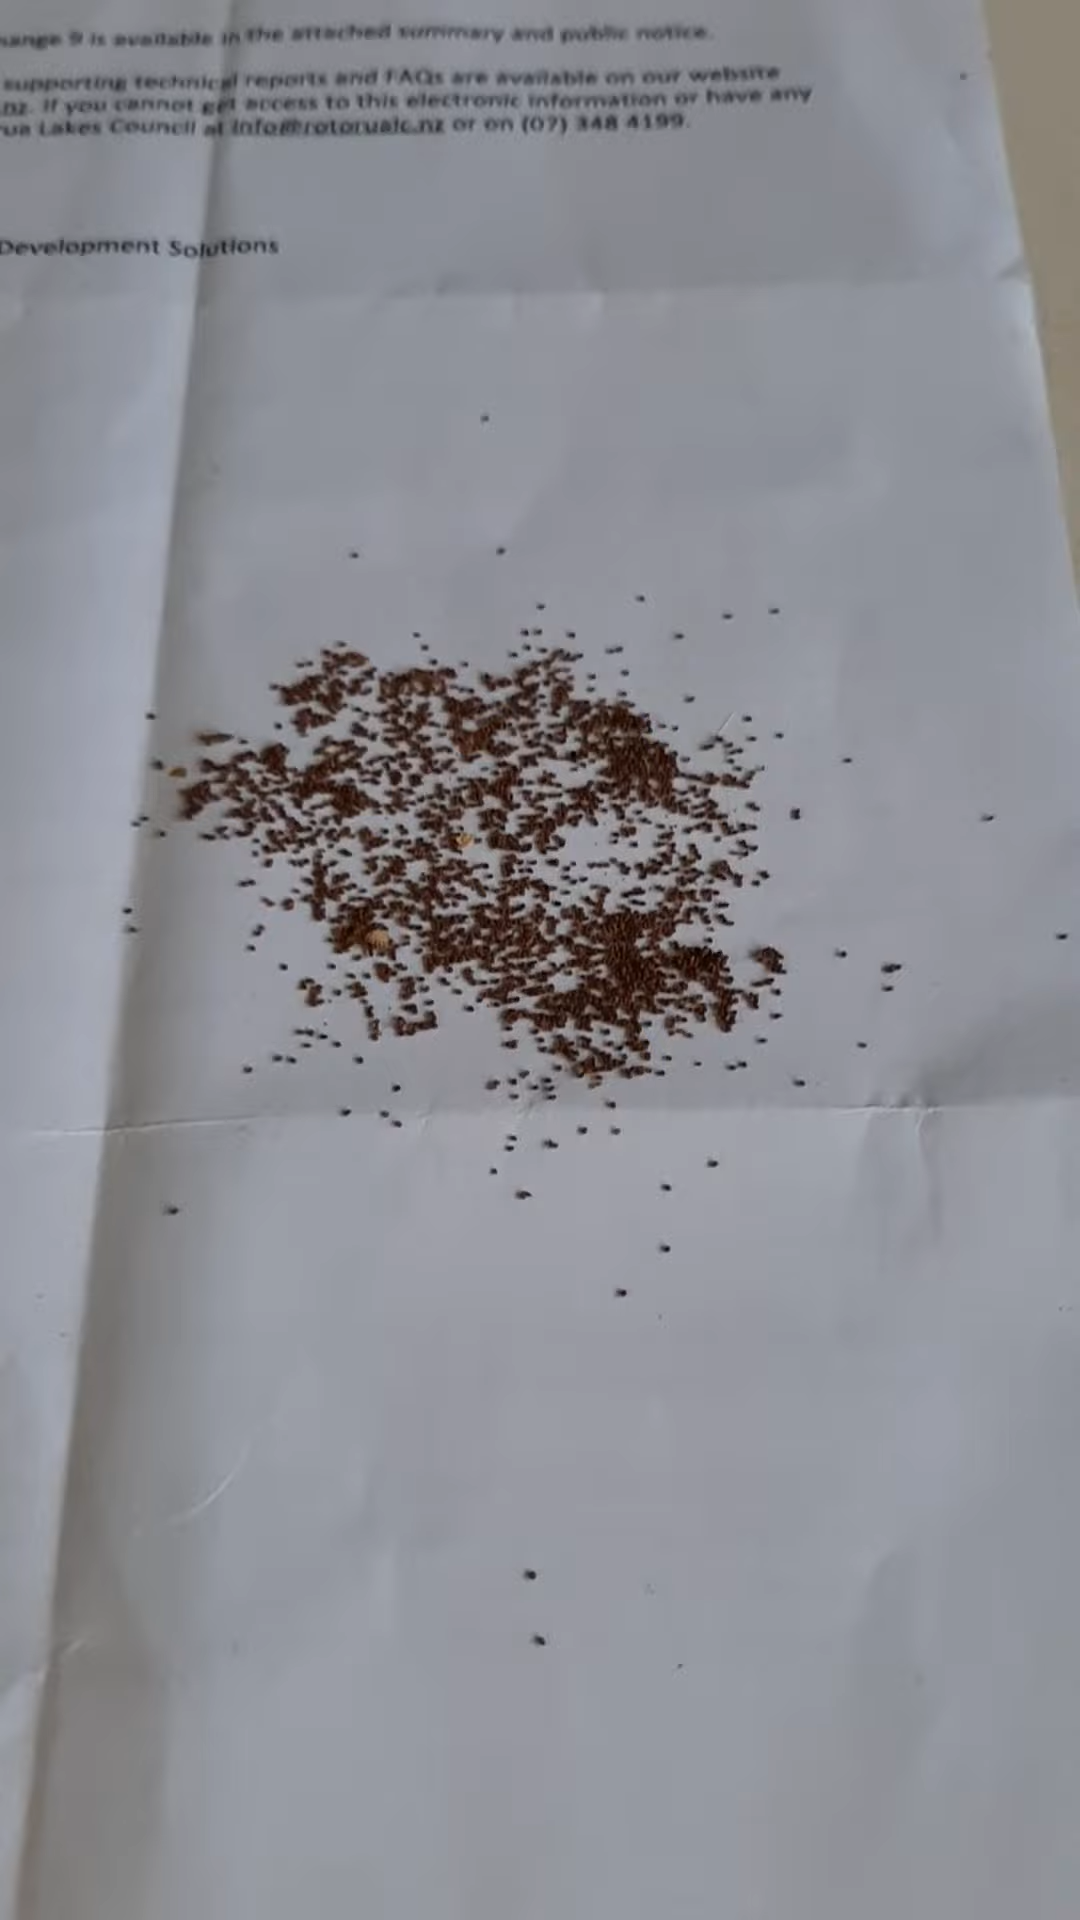 hange 9 is available in the attached summary and public notice.
supporting technical reports and FAQs are available on our website
.nz. If you cannot get access to this electronic information or have any
rua Lakes Council at info@rotorualc.nz or on (07) 348 4199.
Development Solutions